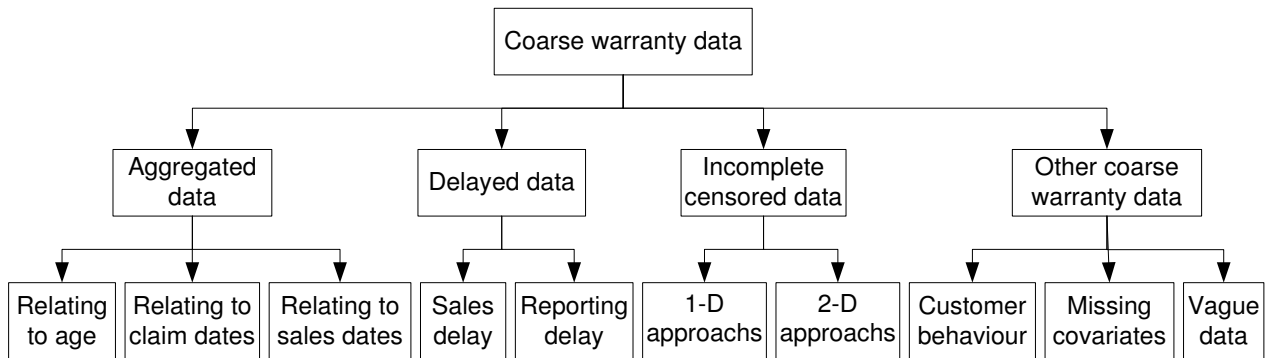 Coarse warranty data
Aggregated
data
Delayed data
Incomplete
censored data
Other coarse
warranty data
Relating
to age
Relating to
claim dates
Relating to
sales dates
Sales
delay
Reporting
delay
1-D
approachs
2-D
approachs
Customer
behaviour
Missing
covariates
Vague
data